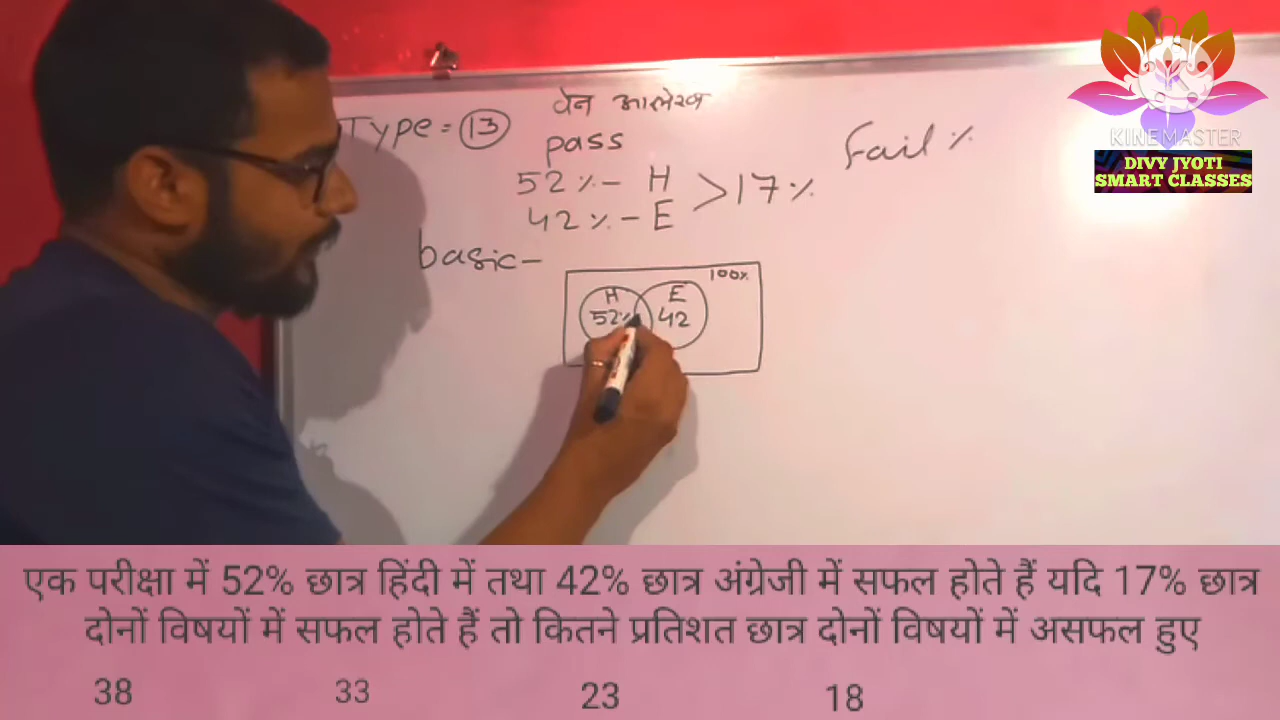 वेन आलेख
Type = 13
pass
Fail %
52 % - H
42 % - E
> 17 %
basic -
100%
H E
52% 42
KINEMASTER
DIVY JYOTI
SMART CLASSES
एक परीक्षा में 52% छात्र हिंदी में तथा 42% छात्र अंग्रेजी में सफल होते हैं यदि 17% छात्र
दोनों विषयों में सफल होते हैं तो कितने प्रतिशत छात्र दोनों विषयों में असफल हुए
38 33 23 18